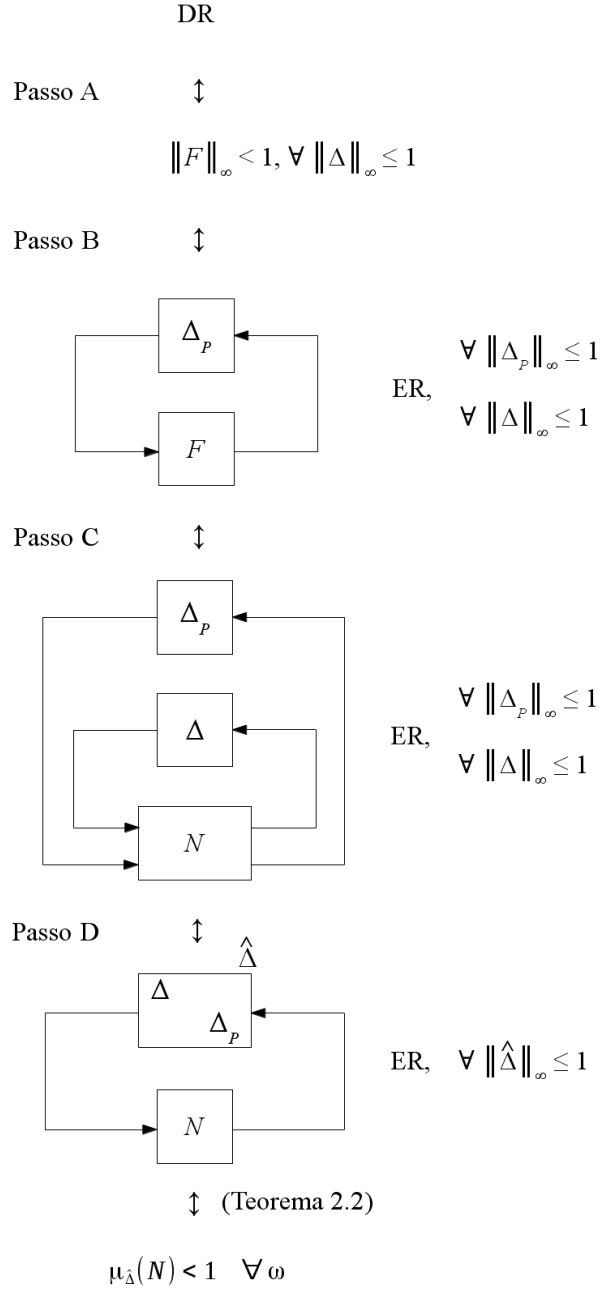 DR
Passo A ↕
‖F‖∞ < 1, ∀ ‖Δ‖∞ ≤ 1
Passo B ↕
Δ_P
F
ER,
∀ ‖Δ_P‖∞ ≤ 1
∀ ‖Δ‖∞ ≤ 1
Passo C ↕
Δ_P
Δ
N
ER,
∀ ‖Δ_P‖∞ ≤ 1
∀ ‖Δ‖∞ ≤ 1
Passo D ↕
Δ̂
Δ
Δ_P
N
ER, ∀ ‖Δ̂‖∞ ≤ 1
↕ (Teorema 2.2)
μ_Δ̂(N) < 1 ∀ ω